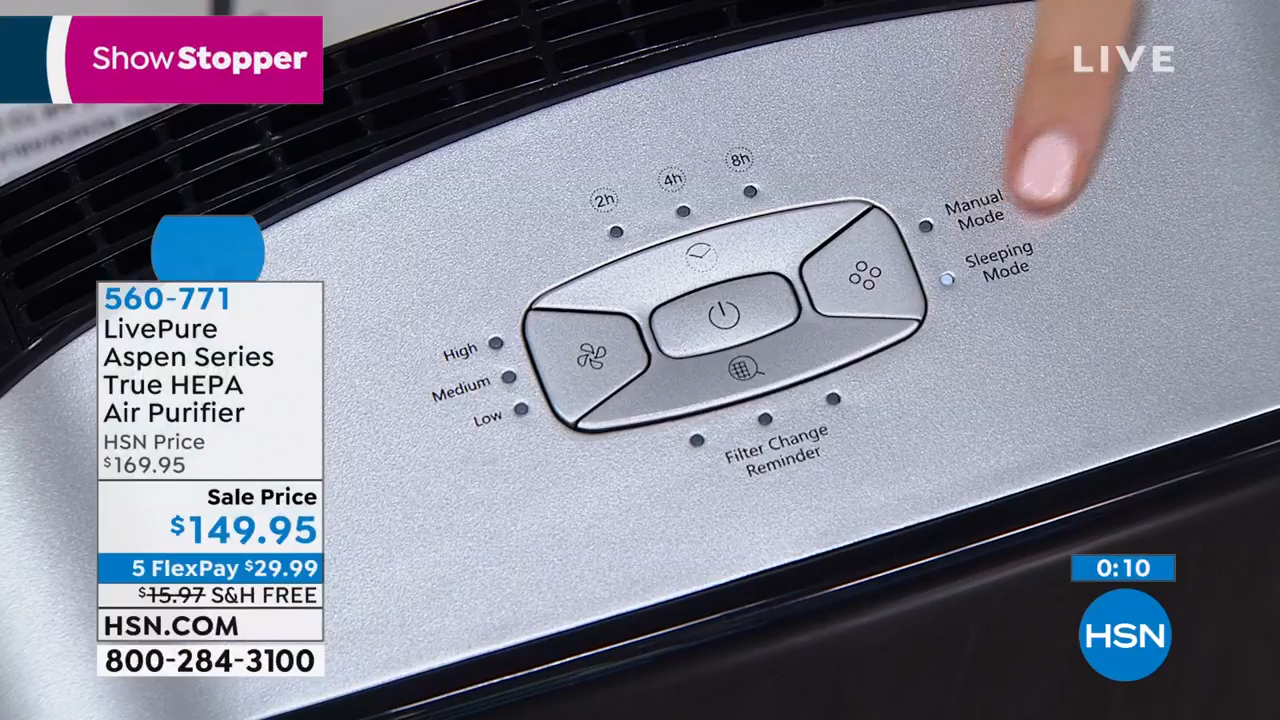 ShowStopper
LIVE
560-771
LivePure
Aspen Series
True HEPA
Air Purifier
HSN Price
$169.95
Sale Price
$149.95
5 FlexPay $29.99
$15.97 S&H FREE
HSN.COM
800-284-3100
2h
4h
8h
Manual
Mode
Sleeping
Mode
High
Medium
Low
Filter Change
Reminder
0:10
HSN